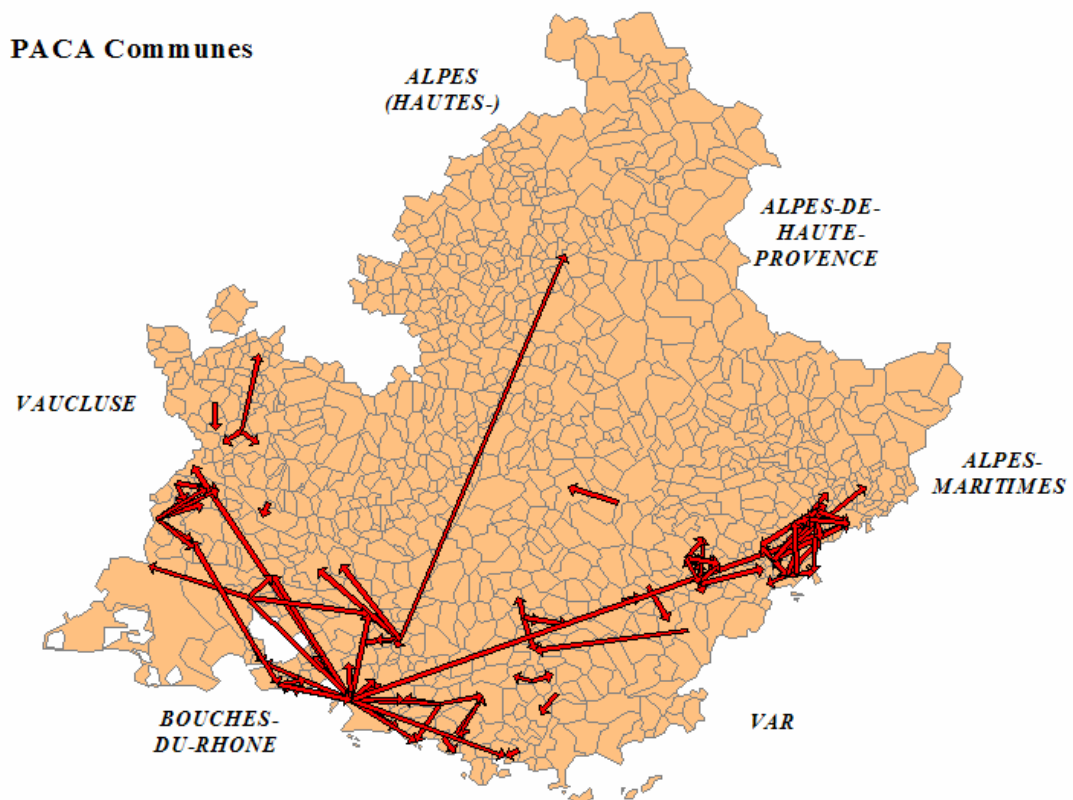 PACA Communes
ALPES
(HAUTES-)
ALPES-DE-
HAUTE-
PROVENCE
VAUCLUSE
ALPES-
MARITIMES
BOUCHES-
DU-RHONE
VAR